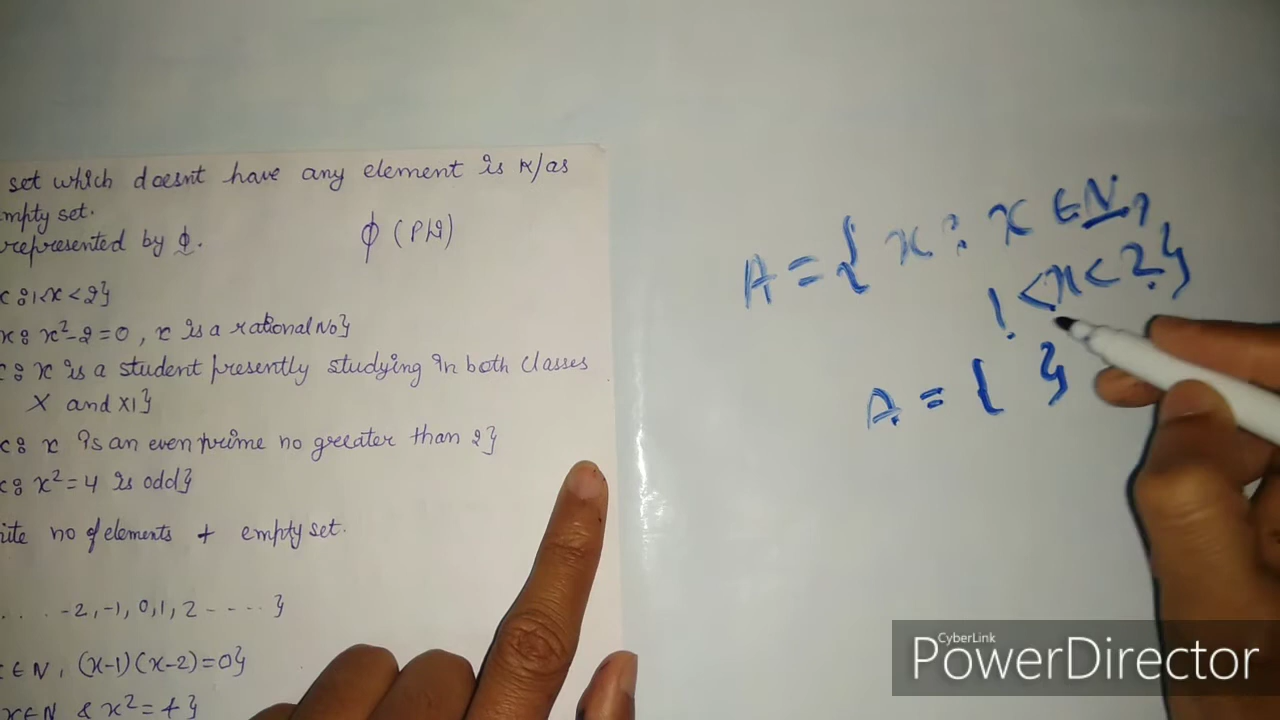 set which doesnt have any element is K/as
mpty set.
represented by ϕ. ϕ (Phi)
x : 1<x<2}
x : x²-2=0, x is a rational No}
: x is a student presently studying in both classes
X and XI}
x : x is an even prime no greater than 2}
x : x²=4 is odd}
ite no of elements + empty set.
.... -2, -1, 0, 1, 2 ----- }
∈ N, (x-1) (x-2) = 0}
x∈N & x² = 4}
A = { x : x ∈ N,
1 < x < 2 }
A = { }
CyberLink
PowerDirector